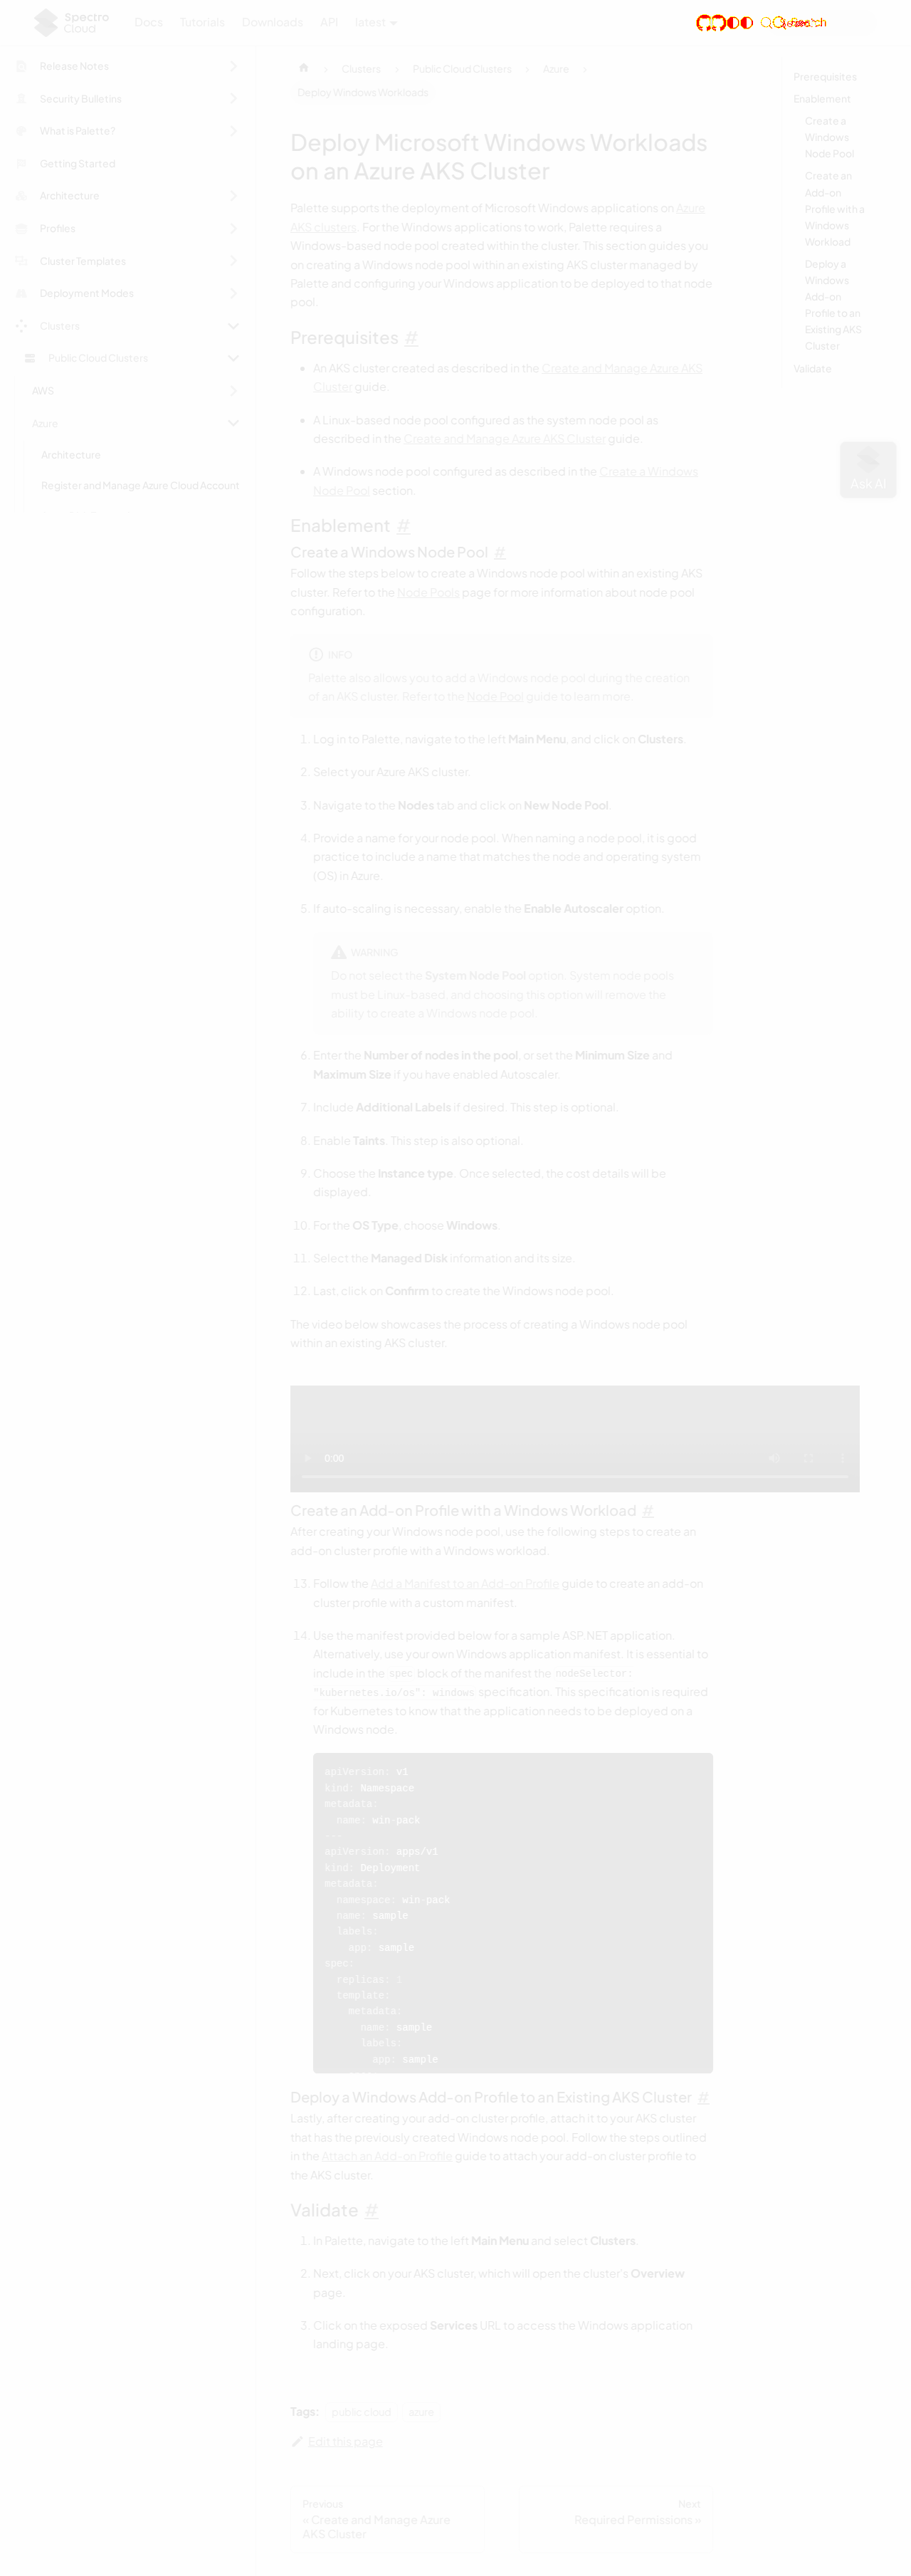 Spectro
Cloud
Docs
Tutorials
Downloads
API
latest
Search
Release Notes
Security Bulletins
What is Palette?
Getting Started
Architecture
Profiles
Cluster Templates
Deployment Modes
Clusters
Public Cloud Clusters
AWS
Azure
Architecture
Register and Manage Azure Cloud Account
Clusters
Public Cloud Clusters
Azure
Deploy Windows Workloads
Deploy Microsoft Windows Workloads
on an Azure AKS Cluster
Palette supports the deployment of Microsoft Windows applications on Azure
AKS clusters. For the Windows applications to work, Palette requires a
Windows-based node pool created within the cluster. This section guides you
on creating a Windows node pool within an existing AKS cluster managed by
Palette and configuring your Windows application to be deployed to that node
pool.
Prerequisites #
An AKS cluster created as described in the Create and Manage Azure AKS
Cluster guide.
A Linux-based node pool configured as the system node pool as
described in the Create and Manage Azure AKS Cluster guide.
A Windows node pool configured as described in the Create a Windows
Node Pool section.
Enablement #
Create a Windows Node Pool #
Follow the steps below to create a Windows node pool within an existing AKS
cluster. Refer to the Node Pools page for more information about node pool
configuration.
INFO
Palette also allows you to add a Windows node pool during the creation
of an AKS cluster. Refer to the Node Pool guide to learn more.
1. Log in to Palette, navigate to the left Main Menu, and click on Clusters.
2. Select your Azure AKS cluster.
3. Navigate to the Nodes tab and click on New Node Pool.
4. Provide a name for your node pool. When naming a node pool, it is good
practice to include a name that matches the node and operating system
(OS) in Azure.
5. If auto-scaling is necessary, enable the Enable Autoscaler option.
WARNING
Do not select the System Node Pool option. System node pools
must be Linux-based, and choosing this option will remove the
ability to create a Windows node pool.
6. Enter the Number of nodes in the pool, or set the Minimum Size and
Maximum Size if you have enabled Autoscaler.
7. Include Additional Labels if desired. This step is optional.
8. Enable Taints. This step is also optional.
9. Choose the Instance type. Once selected, the cost details will be
displayed.
10. For the OS Type, choose Windows.
11. Select the Managed Disk information and its size.
12. Last, click on Confirm to create the Windows node pool.
The video below showcases the process of creating a Windows node pool
within an existing AKS cluster.
0:00
Create an Add-on Profile with a Windows Workload #
After creating your Windows node pool, use the following steps to create an
add-on cluster profile with a Windows workload.
13. Follow the Add a Manifest to an Add-on Profile guide to create an add-on
cluster profile with a custom manifest.
14. Use the manifest provided below for a sample ASP.NET application.
Alternatively, use your own Windows application manifest. It is essential to
include in the spec block of the manifest the nodeSelector:
"kubernetes.io/os": windows specification. This specification is required
for Kubernetes to know that the application needs to be deployed on a
Windows node.
apiVersion: v1
kind: Namespace
metadata:
name: win-pack
---
apiVersion: apps/v1
kind: Deployment
metadata:
namespace: win-pack
name: sample
labels:
app: sample
spec:
replicas: 1
template:
metadata:
name: sample
labels:
app: sample
Deploy a Windows Add-on Profile to an Existing AKS Cluster #
Lastly, after creating your add-on cluster profile, attach it to your AKS cluster
that has the previously created Windows node pool. Follow the steps outlined
in the Attach an Add-on Profile guide to attach your add-on cluster profile to
the AKS cluster.
Validate #
1. In Palette, navigate to the left Main Menu and select Clusters.
2. Next, click on your AKS cluster, which will open the cluster's Overview
page.
3. Click on the exposed Services URL to access the Windows application
landing page.
Tags:
public cloud
azure
Edit this page
Previous
« Create and Manage Azure
AKS Cluster
Next
Required Permissions »
Prerequisites
Enablement
Create a
Windows
Node Pool
Create an
Add-on
Profile with a
Windows
Workload
Deploy a
Windows
Add-on
Profile to an
Existing AKS
Cluster
Validate
Ask AI